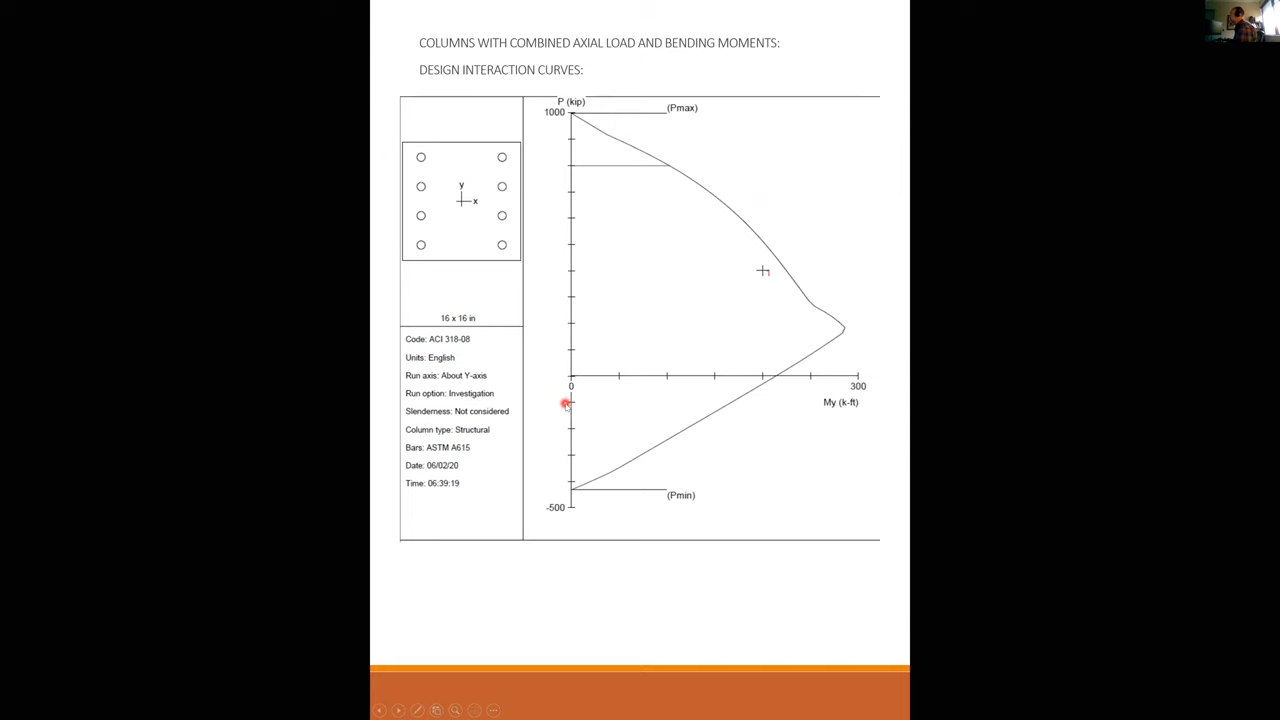 COLUMNS WITH COMBINED AXIAL LOAD AND BENDING MOMENTS:
DESIGN INTERACTION CURVES:
P (kip)
1000
(Pmax)
y
x
1
16 x 16 in
Code: ACI 318-08
Units: English
Run axis: About Y-axis
Run option: Investigation
Slenderness: Not considered
Column type: Structural
Bars: ASTM A615
Date: 06/02/20
Time: 06:39:19
0
300
My (k-ft)
(Pmin)
-500